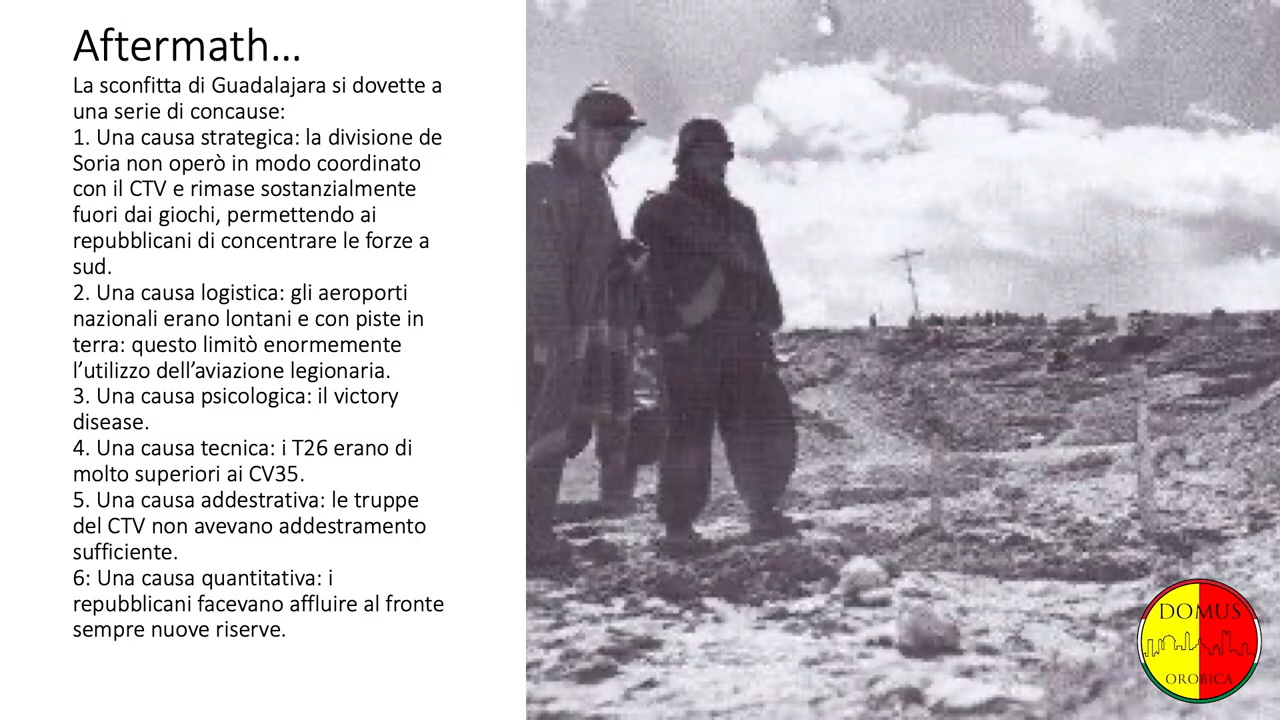 Aftermath…
La sconfitta di Guadalajara si dovette a
una serie di concause:
1. Una causa strategica: la divisione de
Soria non operò in modo coordinato
con il CTV e rimase sostanzialmente
fuori dai giochi, permettendo ai
repubblicani di concentrare le forze a
sud.
2. Una causa logistica: gli aeroporti
nazionali erano lontani e con piste in
terra: questo limitò enormemente
l’utilizzo dell’aviazione legionaria.
3. Una causa psicologica: il victory
disease.
4. Una causa tecnica: i T26 erano di
molto superiori ai CV35.
5. Una causa addestrativa: le truppe
del CTV non avevano addestramento
sufficiente.
6: Una causa quantitativa: i
repubblicani facevano affluire al fronte
sempre nuove riserve.
DOMUS
OROBICA